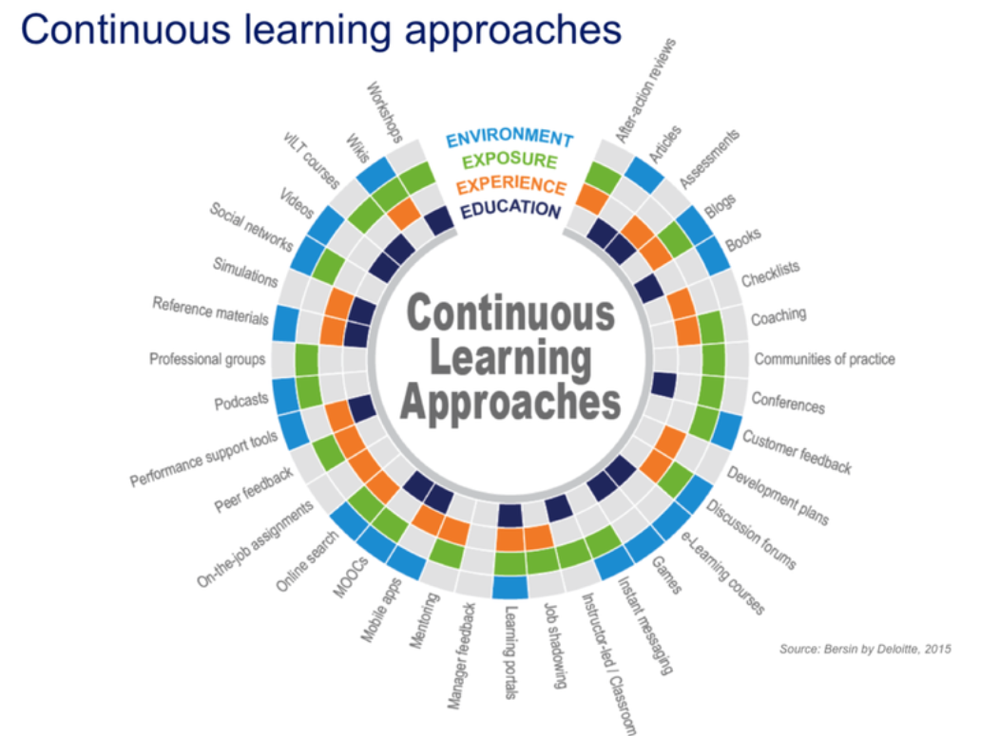 Continuous learning approaches
ENVIRONMENT
EXPOSURE
EXPERIENCE
EDUCATION
Continuous
Learning
Approaches
After-action reviews
Articles
Assessments
Blogs
Books
Checklists
Coaching
Communities of practice
Conferences
Customer feedback
Development plans
Discussion forums
e-Learning courses
Games
Instant messaging
Instructor-led / Classroom
Job shadowing
Learning portals
Manager feedback
Mentoring
Mobile apps
MOOCs
Online search
On-the-job assignments
Peer feedback
Performance support tools
Podcasts
Professional groups
Reference materials
Simulations
Social networks
Videos
vILT courses
Wikis
Workshops
Source: Bersin by Deloitte, 2015